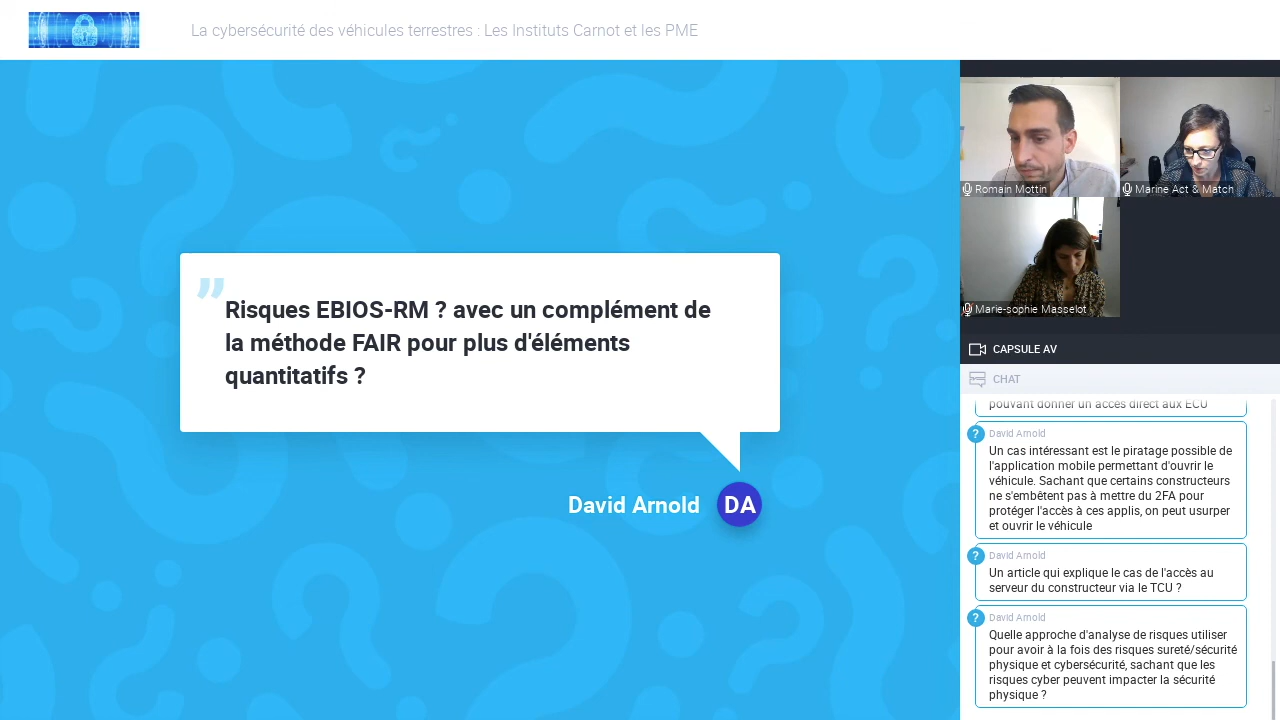 La cybersécurité des véhicules terrestres : Les Instituts Carnot et les PME
Risques EBIOS-RM ? avec un complément de
la méthode FAIR pour plus d'éléments
quantitatifs ?
David Arnold
DA
Romain Mottin
Marine Act & Match
Marie-sophie Masselot
CAPSULE AV
CHAT
pouvant donner un accès direct aux ECU
David Arnold
Un cas intéressant est le piratage possible de
l'application mobile permettant d'ouvrir le
véhicule. Sachant que certains constructeurs
ne s'embêtent pas à mettre du 2FA pour
protéger l'accès à ces applis, on peut usurper
et ouvrir le véhicule
David Arnold
Un article qui explique le cas de l'accès au
serveur du constructeur via le TCU ?
David Arnold
Quelle approche d'analyse de risques utiliser
pour avoir à la fois des risques sureté/sécurité
physique et cybersécurité, sachant que les
risques cyber peuvent impacter la sécurité
physique ?